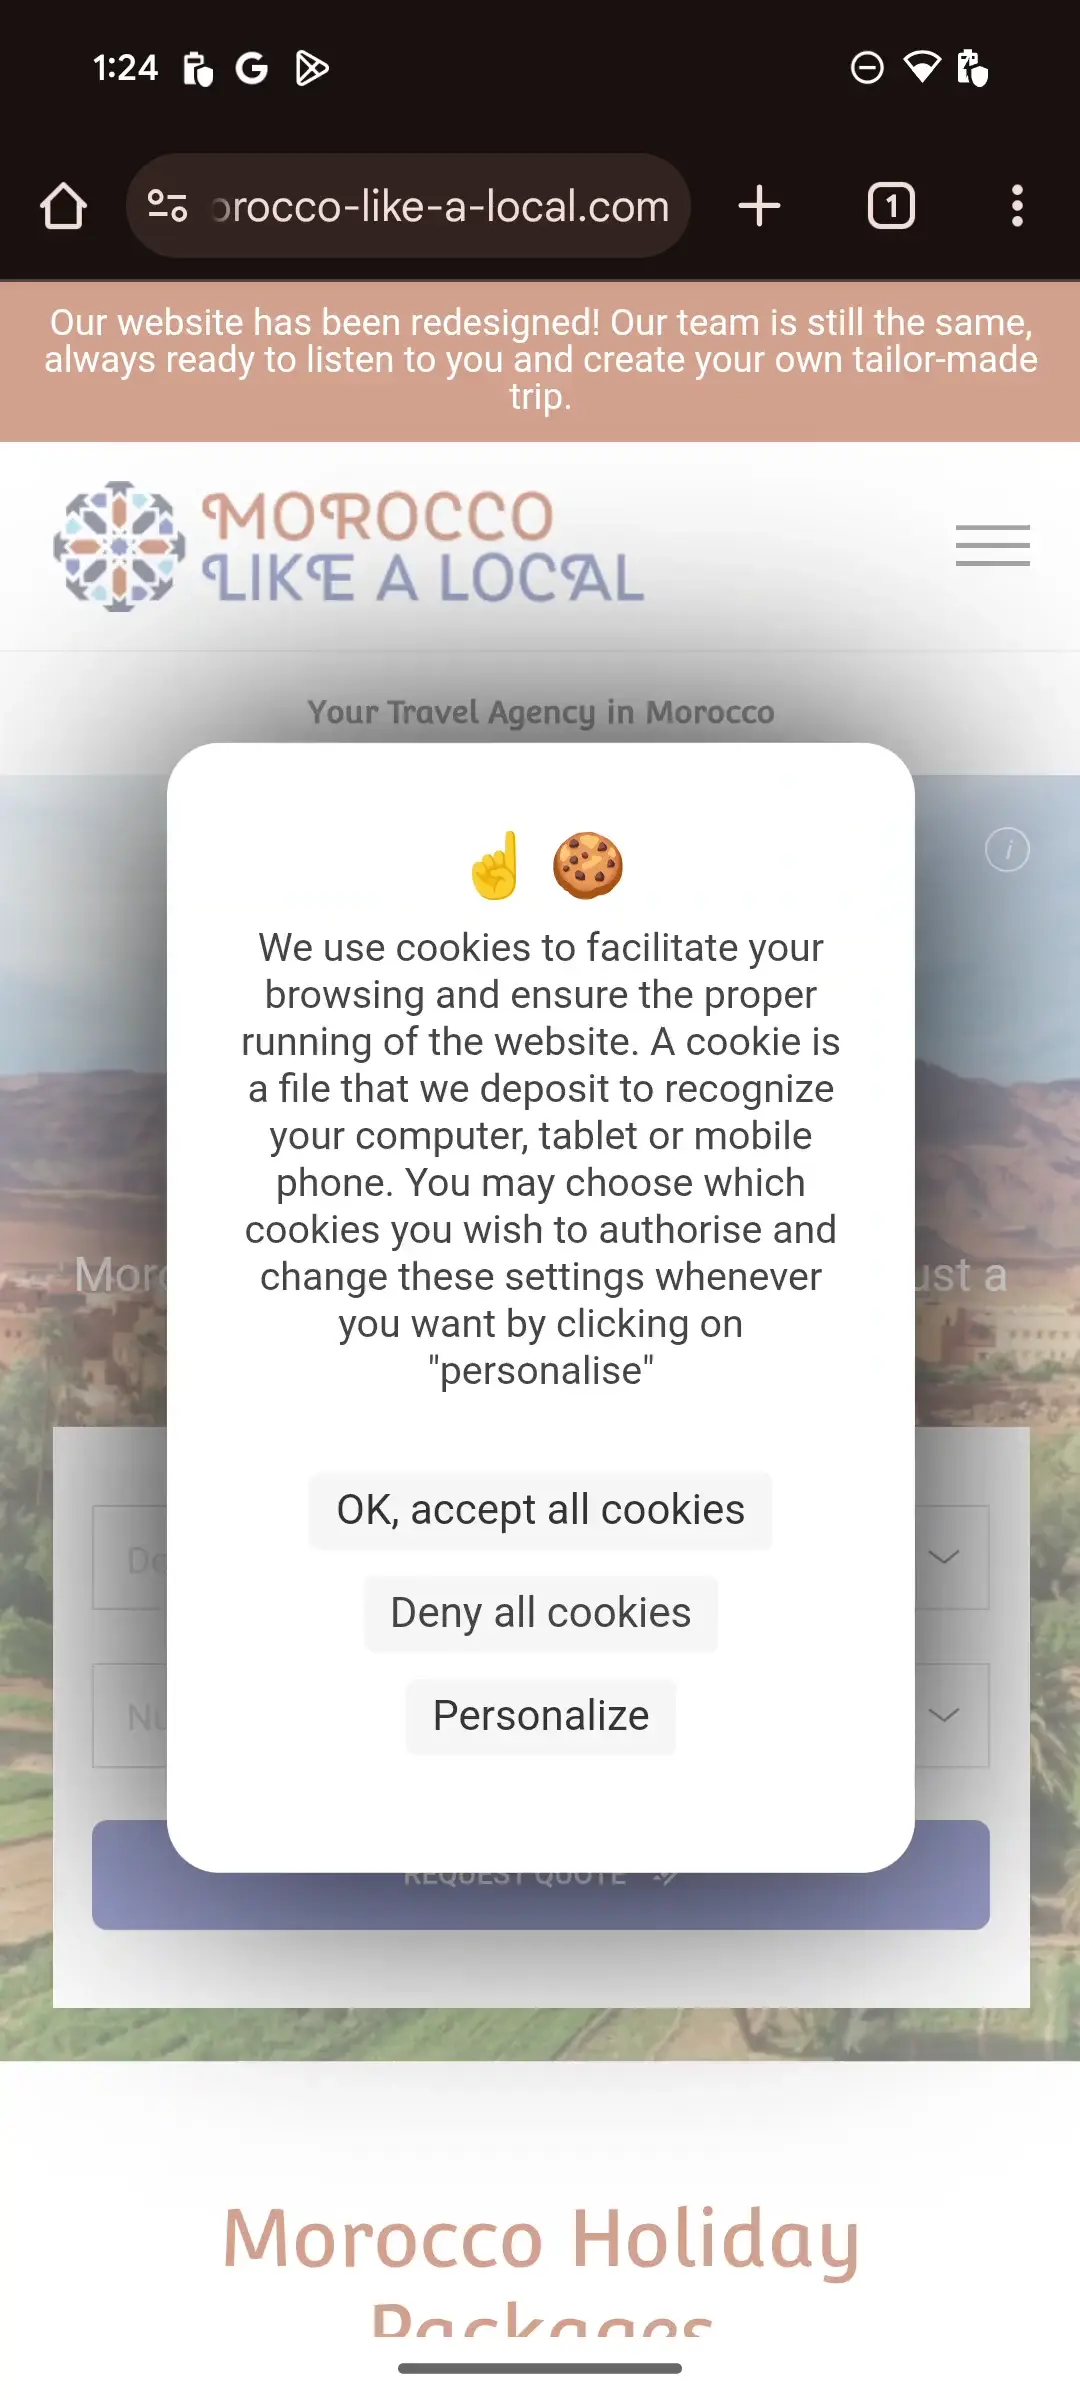 1:24
orocco-like-a-local.com
1
Our website has been redesigned! Our team is still the same,
always ready to listen to you and create your own tailor-made
trip.
MOROCCO
LIKE A LOCAL
Your Travel Agency in Morocco
i
We use cookies to facilitate your
browsing and ensure the proper
running of the website. A cookie is
a file that we deposit to recognize
your computer, tablet or mobile
phone. You may choose which
cookies you wish to authorise and
change these settings whenever
you want by clicking on
"personalise"
OK, accept all cookies
Deny all cookies
Personalize
REQUEST QUOTE
Morocco Holiday
Packages